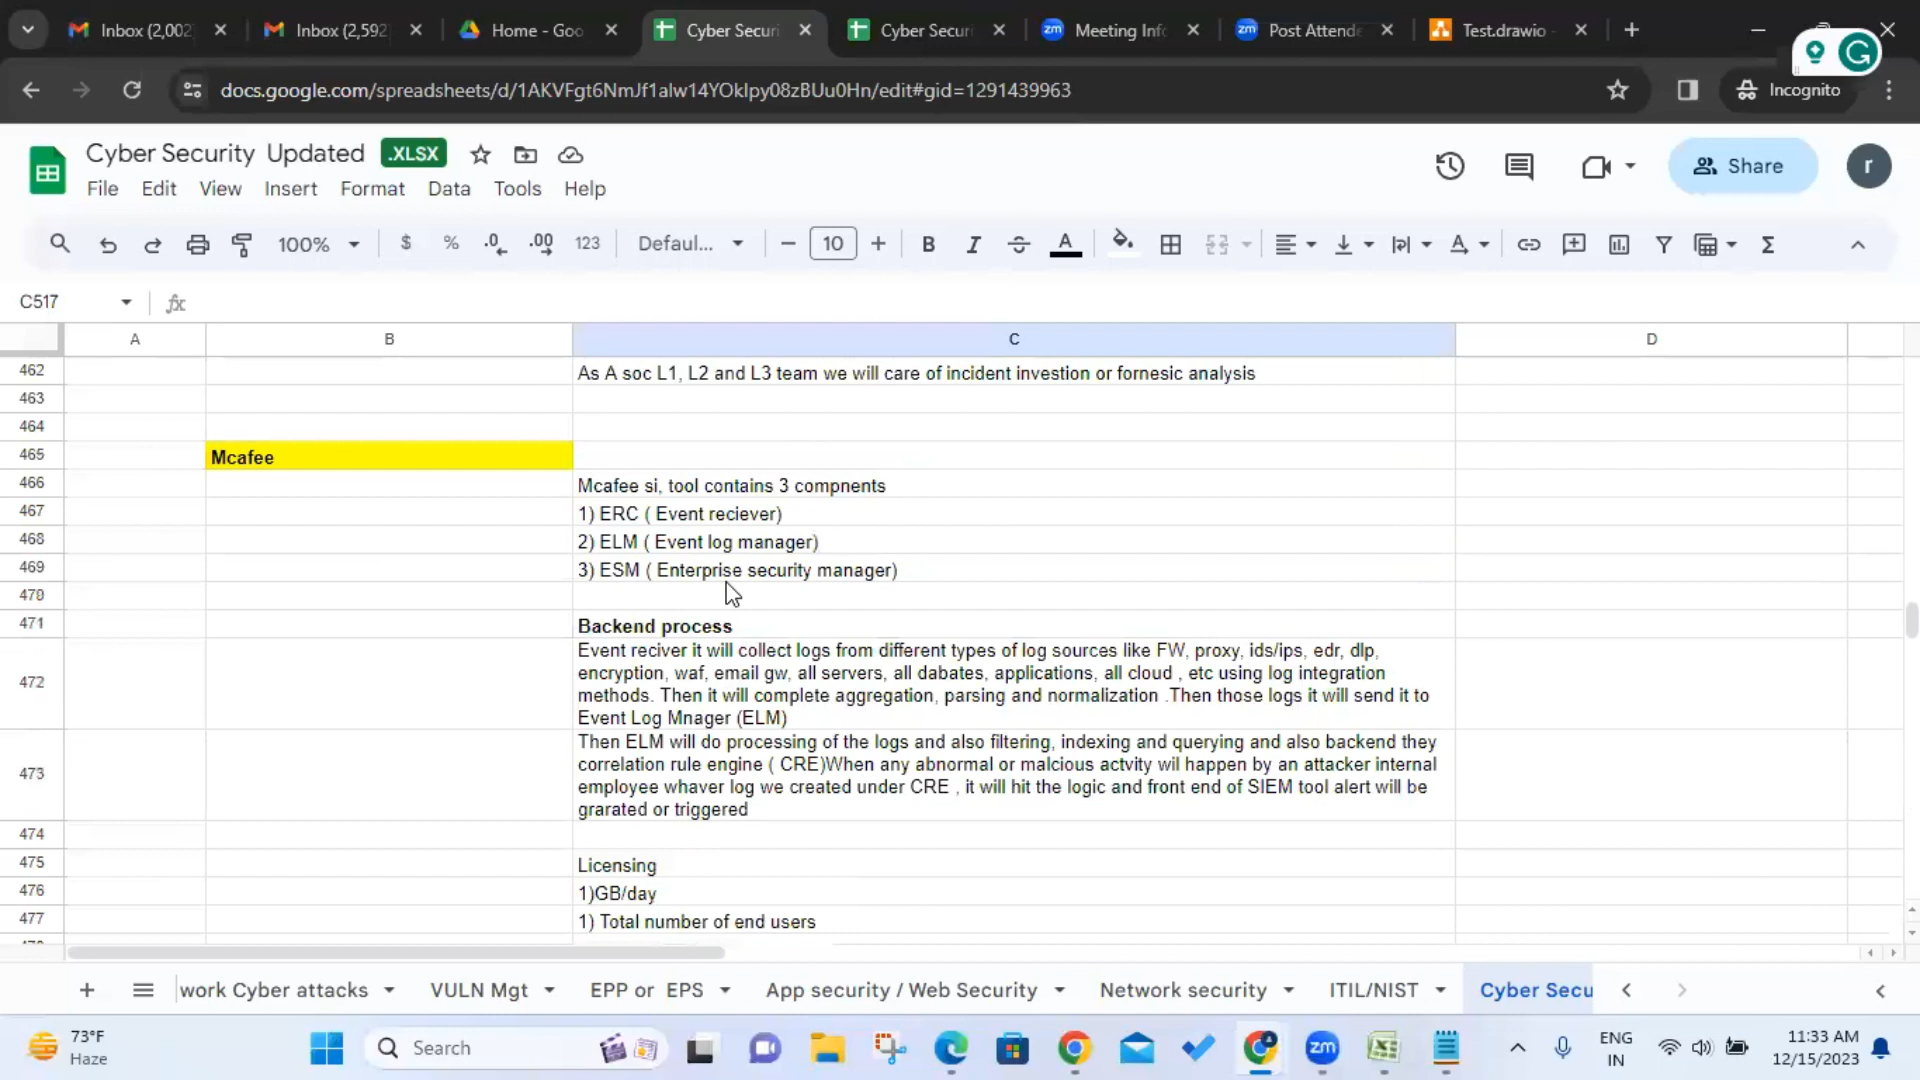 Inbox (2,002
Inbox (2,592
Home - Goo
Cyber Secur
Cyber Secur
zm Meeting Info
zm Post Attende
Test.drawio -
docs.google.com/spreadsheets/d/1AKVFgt6NmJf1alw14YOklpy08zBUu0Hn/edit#gid=1291439963
Incognito
Cyber Security Updated .XLSX
File Edit View Insert Format Data Tools Help
Share
r
100% $ % .0 .00 123 Defaul... 10 B I A
C517 fx
A B C D
462 As A soc L1, L2 and L3 team we will care of incident investion or fornesic analysis
463
464
465 Mcafee
466 Mcafee si, tool contains 3 compnents
467 1) ERC ( Event reciever)
468 2) ELM ( Event log manager)
469 3) ESM ( Enterprise security manager)
470
471 Backend process
Event reciver it will collect logs from different types of log sources like FW, proxy, ids/ips, edr, dlp,
472 encryption, waf, email gw, all servers, all dabates, applications, all cloud , etc using log integration
methods. Then it will complete aggregation, parsing and normalization .Then those logs it will send it to
Event Log Mnager (ELM)
Then ELM will do processing of the logs and also filtering, indexing and querying and also backend they
473 correlation rule engine ( CRE)When any abnormal or malcious actvity wil happen by an attacker internal
employee whaver log we created under CRE , it will hit the logic and front end of SIEM tool alert will be
grarated or triggered
474
475 Licensing
476 1)GB/day
477 1) Total number of end users
work Cyber attacks VULN Mgt EPP or EPS App security / Web Security Network security ITIL/NIST Cyber Secu
73°F
Haze
Search
zm
ENG
IN
11:33 AM
12/15/2023